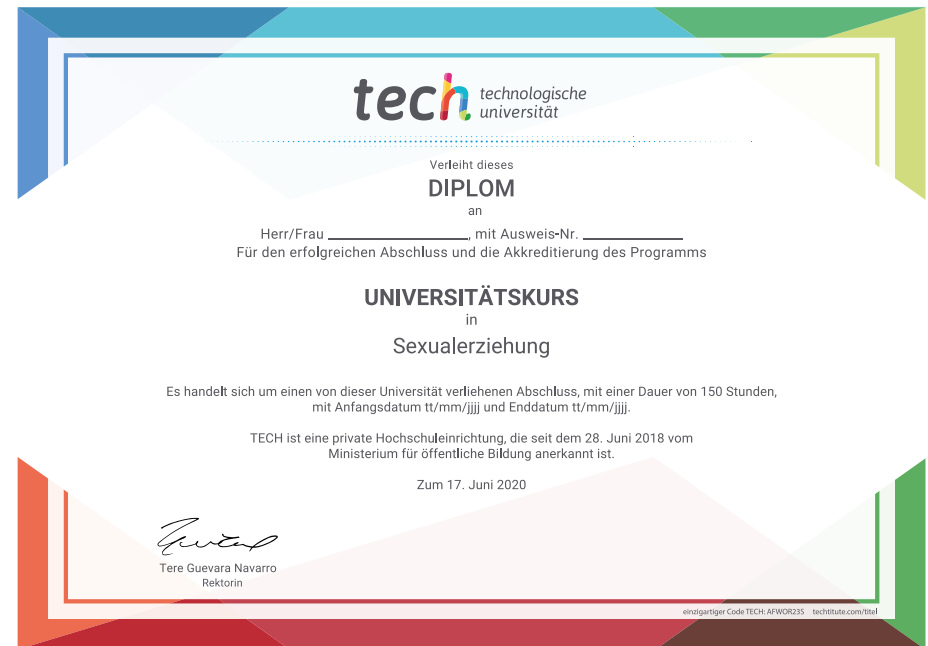 tech technologische
universität
Verleiht dieses
DIPLOM
an
Herr/Frau ____________, mit Ausweis-Nr. ____________
Für den erfolgreichen Abschluss und die Akkreditierung des Programms
UNIVERSITÄTSKURS
in
Sexualerziehung
Es handelt sich um einen von dieser Universität verliehenen Abschluss, mit einer Dauer von 150 Stunden,
mit Anfangsdatum tt/mm/jjjj und Enddatum tt/mm/jjjj.
TECH ist eine private Hochschuleinrichtung, die seit dem 28. Juni 2018 vom
Ministerium für öffentliche Bildung anerkannt ist.
Zum 17. Juni 2020
Tere Guevara Navarro
Rektorin
einzigartiger Code TECH: AFWOR23S techtitute.com/titel